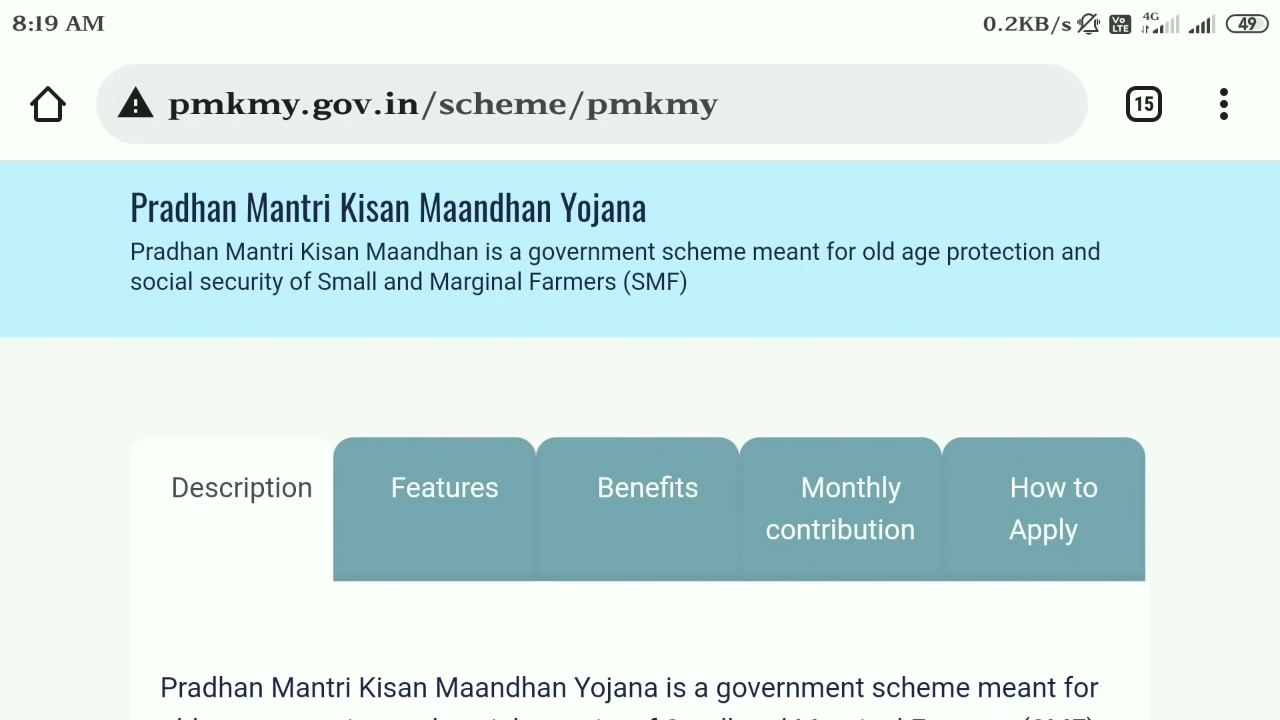 8:19 AM
0.2KB/s
Vo
LTE
4G
49
pmkmy.gov.in/scheme/pmkmy
15
Pradhan Mantri Kisan Maandhan Yojana
Pradhan Mantri Kisan Maandhan is a government scheme meant for old age protection and
social security of Small and Marginal Farmers (SMF)
Description
Features
Benefits
Monthly
contribution
How to
Apply
Pradhan Mantri Kisan Maandhan Yojana is a government scheme meant for